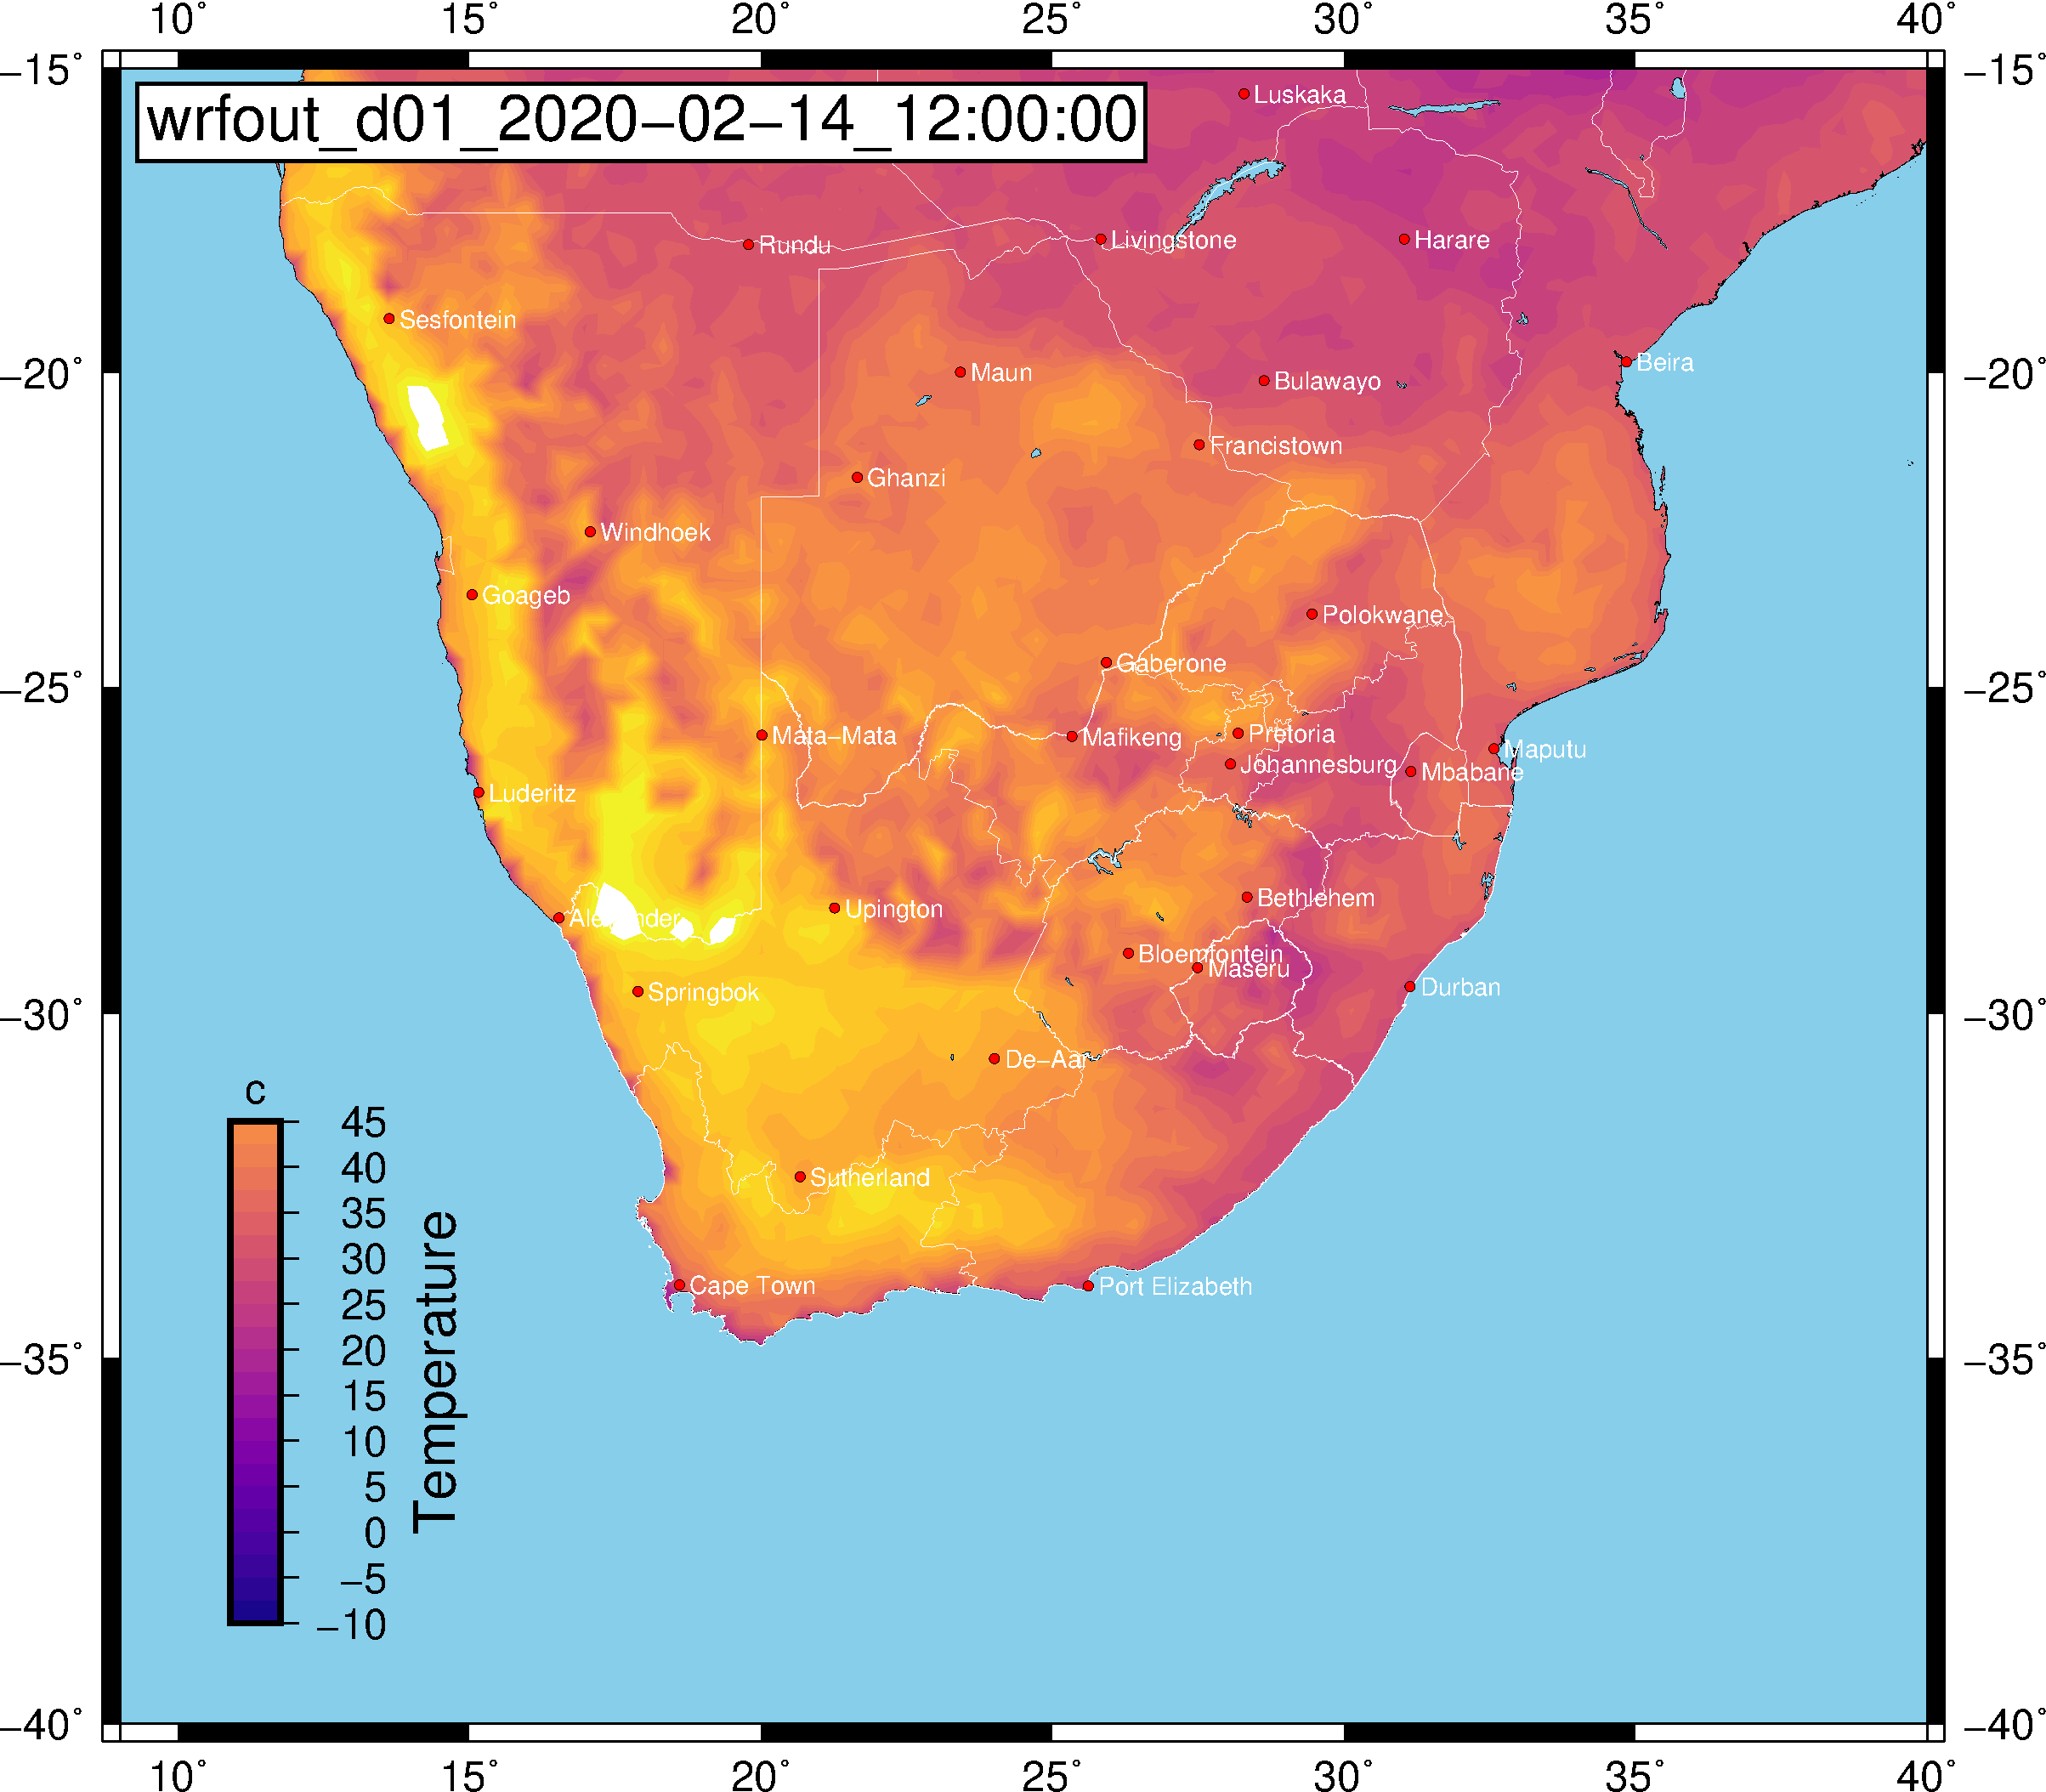 10° 15° 20° 25° 30° 35° 40°
−15° −15°
wrfout_d01_2020−02−14_12:00:00
Luskaka
Rundu
Livingstone
Harare
Sesfontein
Beira
−20° −20°
Maun
Bulawayo
Francistown
Ghanzi
Windhoek
Goageb
Polokwane
Gaberone
−25° −25°
Mata−Mata
Mafikeng
Pretoria
Maputu
Johannesburg
Mbabane
Luderitz
Bethlehem
Upington
Alexander
Bloemfontein
Maseru
Durban
Springbok
−30° −30°
De−Aar
c
45
40
35
30
25
20
15
10
5
0
−5
−10
Temperature
Sutherland
Cape Town
Port Elizabeth
−35° −35°
−40° −40°
10° 15° 20° 25° 30° 35° 40°